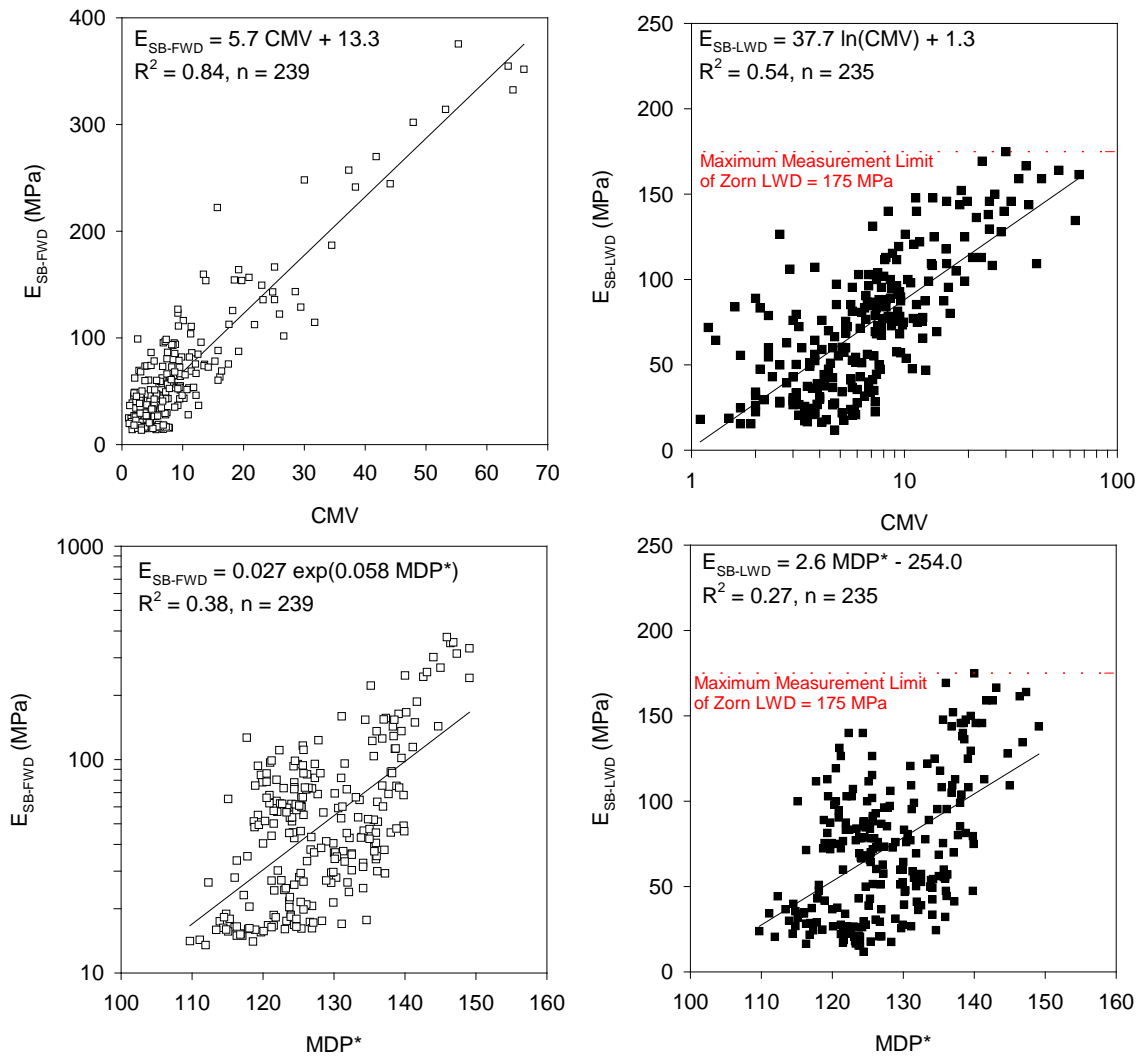 E_SB-FWD = 5.7 CMV + 13.3
R² = 0.84, n = 239
400
300
200
100
0
E_SB-FWD (MPa)
0 10 20 30 40 50 60 70
CMV
E_SB-LWD = 37.7 ln(CMV) + 1.3
R² = 0.54, n = 235
250
200
150
100
50
0
Maximum Measurement Limit
of Zorn LWD = 175 MPa
E_SB-LWD (MPa)
1 10 100
CMV
E_SB-FWD = 0.027 exp(0.058 MDP*)
R² = 0.38, n = 239
1000
100
10
E_SB-FWD (MPa)
100 110 120 130 140 150 160
MDP*
E_SB-LWD = 2.6 MDP* - 254.0
R² = 0.27, n = 235
250
200
150
100
50
0
Maximum Measurement Limit
of Zorn LWD = 175 MPa
E_SB-LWD (MPa)
100 110 120 130 140 150 160
MDP*